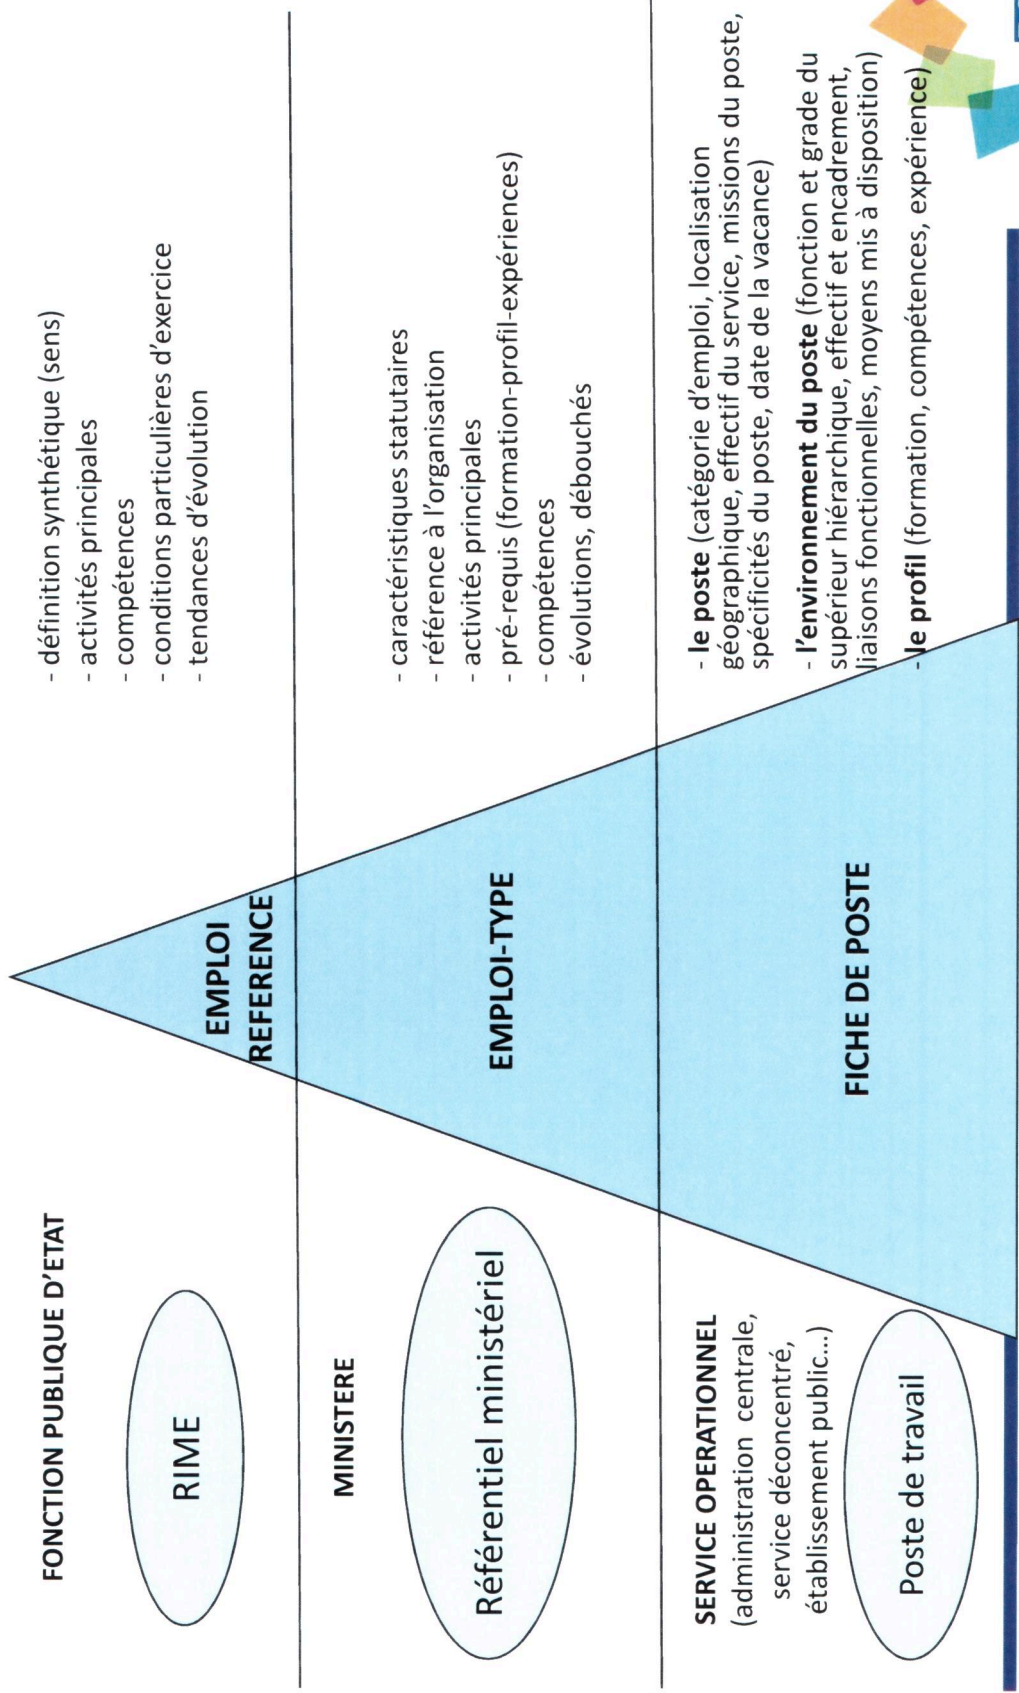 FONCTION PUBLIQUE D'ETAT
RIME
EMPLOI
REFERENCE
- définition synthétique (sens)
- activités principales
- compétences
- conditions particulières d'exercice
- tendances d'évolution
MINISTERE
Référentiel ministériel
EMPLOI-TYPE
- caractéristiques statutaires
- référence à l'organisation
- activités principales
- pré-requis (formation-profil-expériences)
- compétences
- évolutions, débouchés
SERVICE OPERATIONNEL
(administration centrale,
service déconcentré,
établissement public...)
Poste de travail
FICHE DE POSTE
- le poste (catégorie d'emploi, localisation
géographique, effectif du service, missions du poste,
spécificités du poste, date de la vacance)
- l'environnement du poste (fonction et grade du
supérieur hiérarchique, effectif et encadrement,
liaisons fonctionnelles, moyens mis à disposition)
- le profil (formation, compétences, expérience)